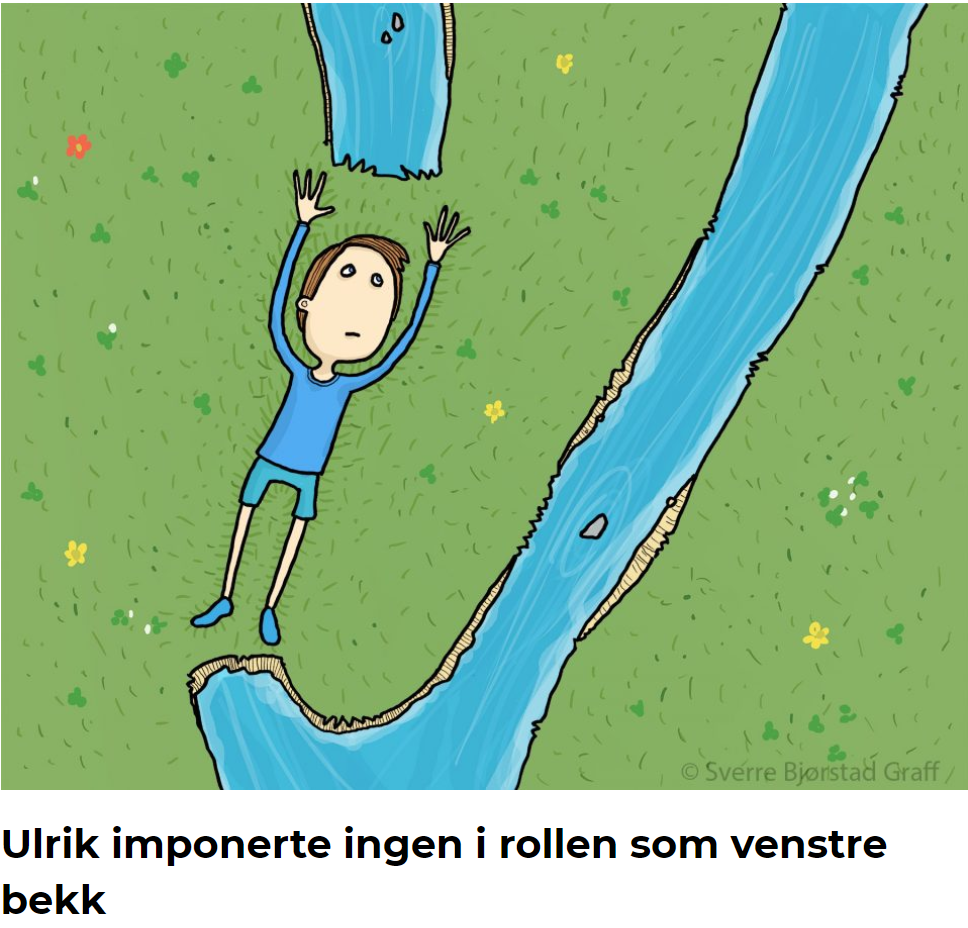 © Sverre Bjørstad Graff
Ulrik imponerte ingen i rollen som venstre
bekk